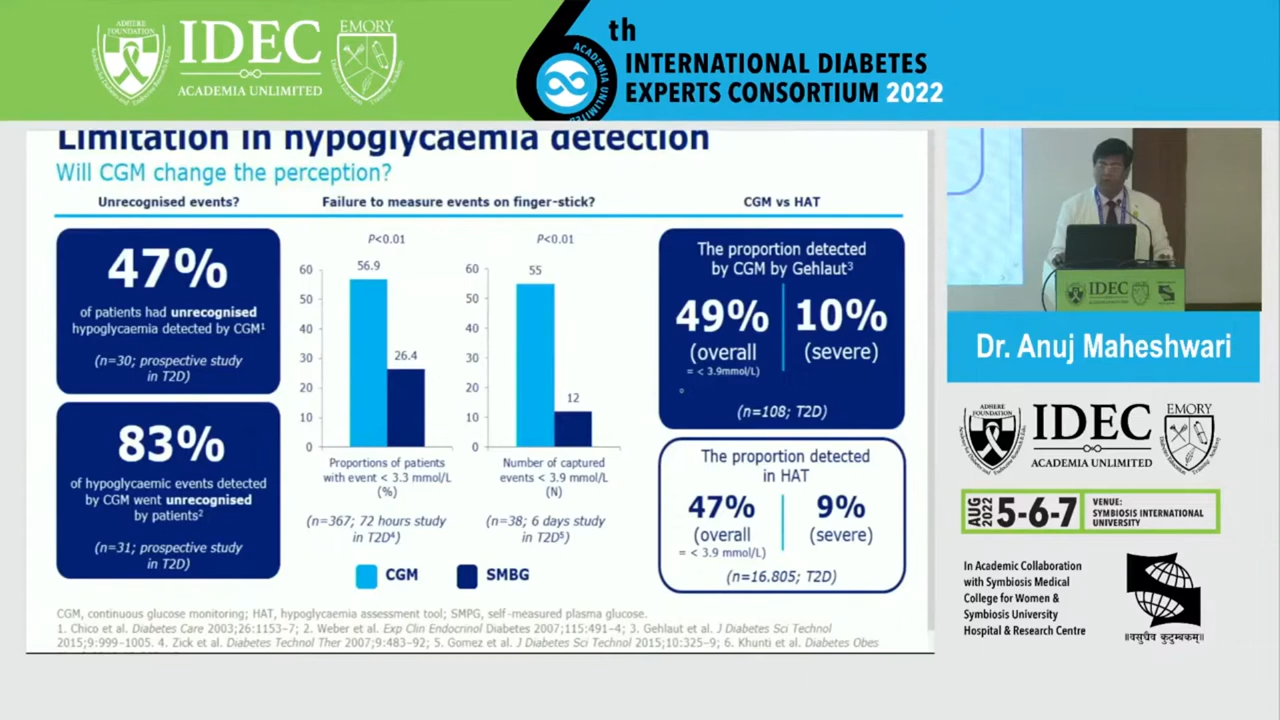 ADHERE
FOUNDATION
IDEC
ACADEMIA UNLIMITED
EMORY
6th
ACADEMIA UNLIMITED
INTERNATIONAL DIABETES
EXPERTS CONSORTIUM 2022
Limitation in hypoglycaemia detection
Will CGM change the perception?
Unrecognised events?
47%
of patients had unrecognised
hypoglycaemia detected by CGM1
(n=30; prospective study
in T2D)
83%
of hypoglycaemic events detected
by CGM went unrecognised
by patients2
(n=31; prospective study
in T2D)
Failure to measure events on finger-stick?
P<0.01
60
50
40
30
20
10
0
56.9
26.4
Proportions of patients
with event < 3.3 mmol/L
(%)
(n=367; 72 hours study
in T2D4)
P<0.01
60
50
40
30
20
10
0
55
12
Number of captured
events < 3.9 mmol/L
(N)
(n=38; 6 days study
in T2D5)
CGM
SMBG
CGM vs HAT
The proportion detected
by CGM by Gehlaut3
49%
(overall
= < 3.9mmol/L)
10%
(severe)
(n=108; T2D)
The proportion detected
in HAT
47%
(overall
= < 3.9 mmol/L)
9%
(severe)
(n=16.805; T2D)
CGM, continuous glucose monitoring; HAT, hypoglycaemia assessment tool; SMPG, self-measured plasma glucose.
1. Chico et al. Diabetes Care 2003;26:1153–7; 2. Weber et al. Exp Clin Endocrinol Diabetes 2007;115:491–4; 3. Gehlaut et al. J Diabetes Sci Technol
2015;9:999–1005. 4. Zick et al. Diabetes Technol Ther 2007;9:483–92; 5. Gomez et al. J Diabetes Sci Technol 2015;10:325–9; 6. Khunti et al. Diabetes Obes
IDEC
Dr. Anuj Maheshwari
ADHERE
FOUNDATION
IDEC
ACADEMIA UNLIMITED
EMORY
AUG
2022
5-6-7
VENUE:
SYMBIOSIS INTERNATIONAL
UNIVERSITY
In Academic Collaboration
with Symbiosis Medical
College for Women &
Symbiosis University
Hospital & Research Centre
॥वसुधैव कुटुम्बकम्॥